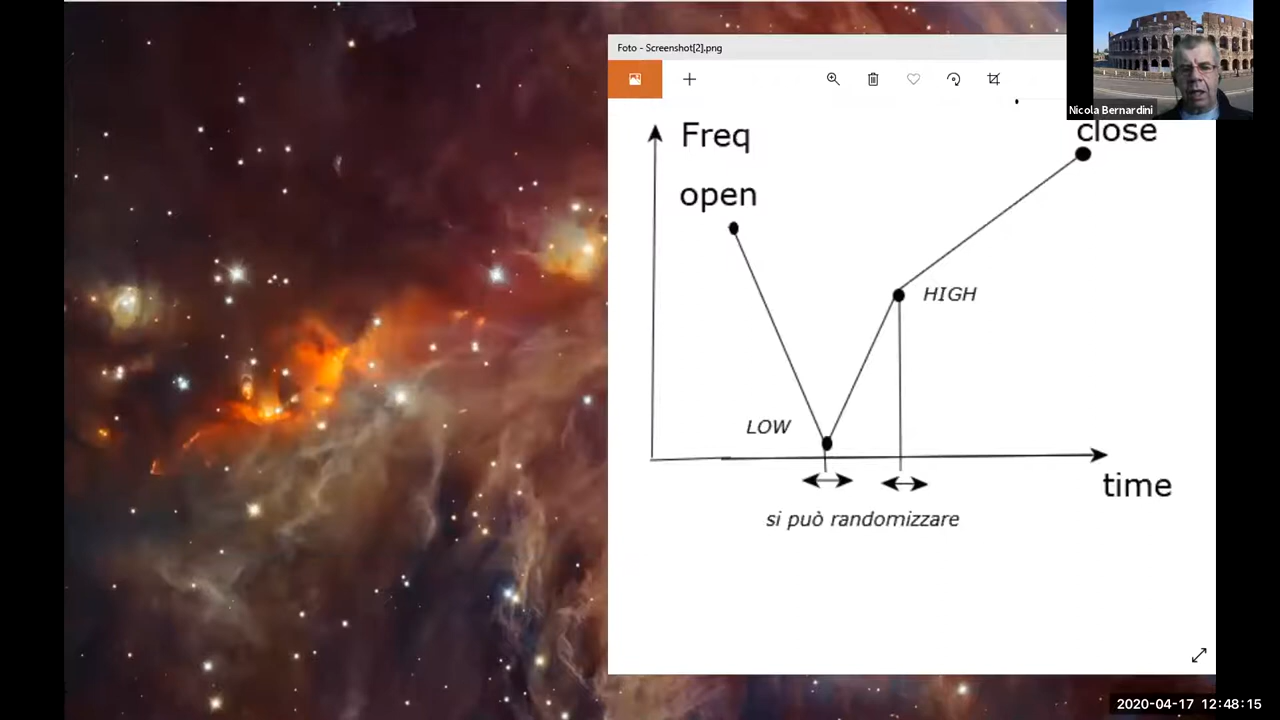 Foto - Screenshot[2].png
Nicola Bernardini
Freq
close
open
HIGH
LOW
time
si può randomizzare
2020-04-17 12:48:15